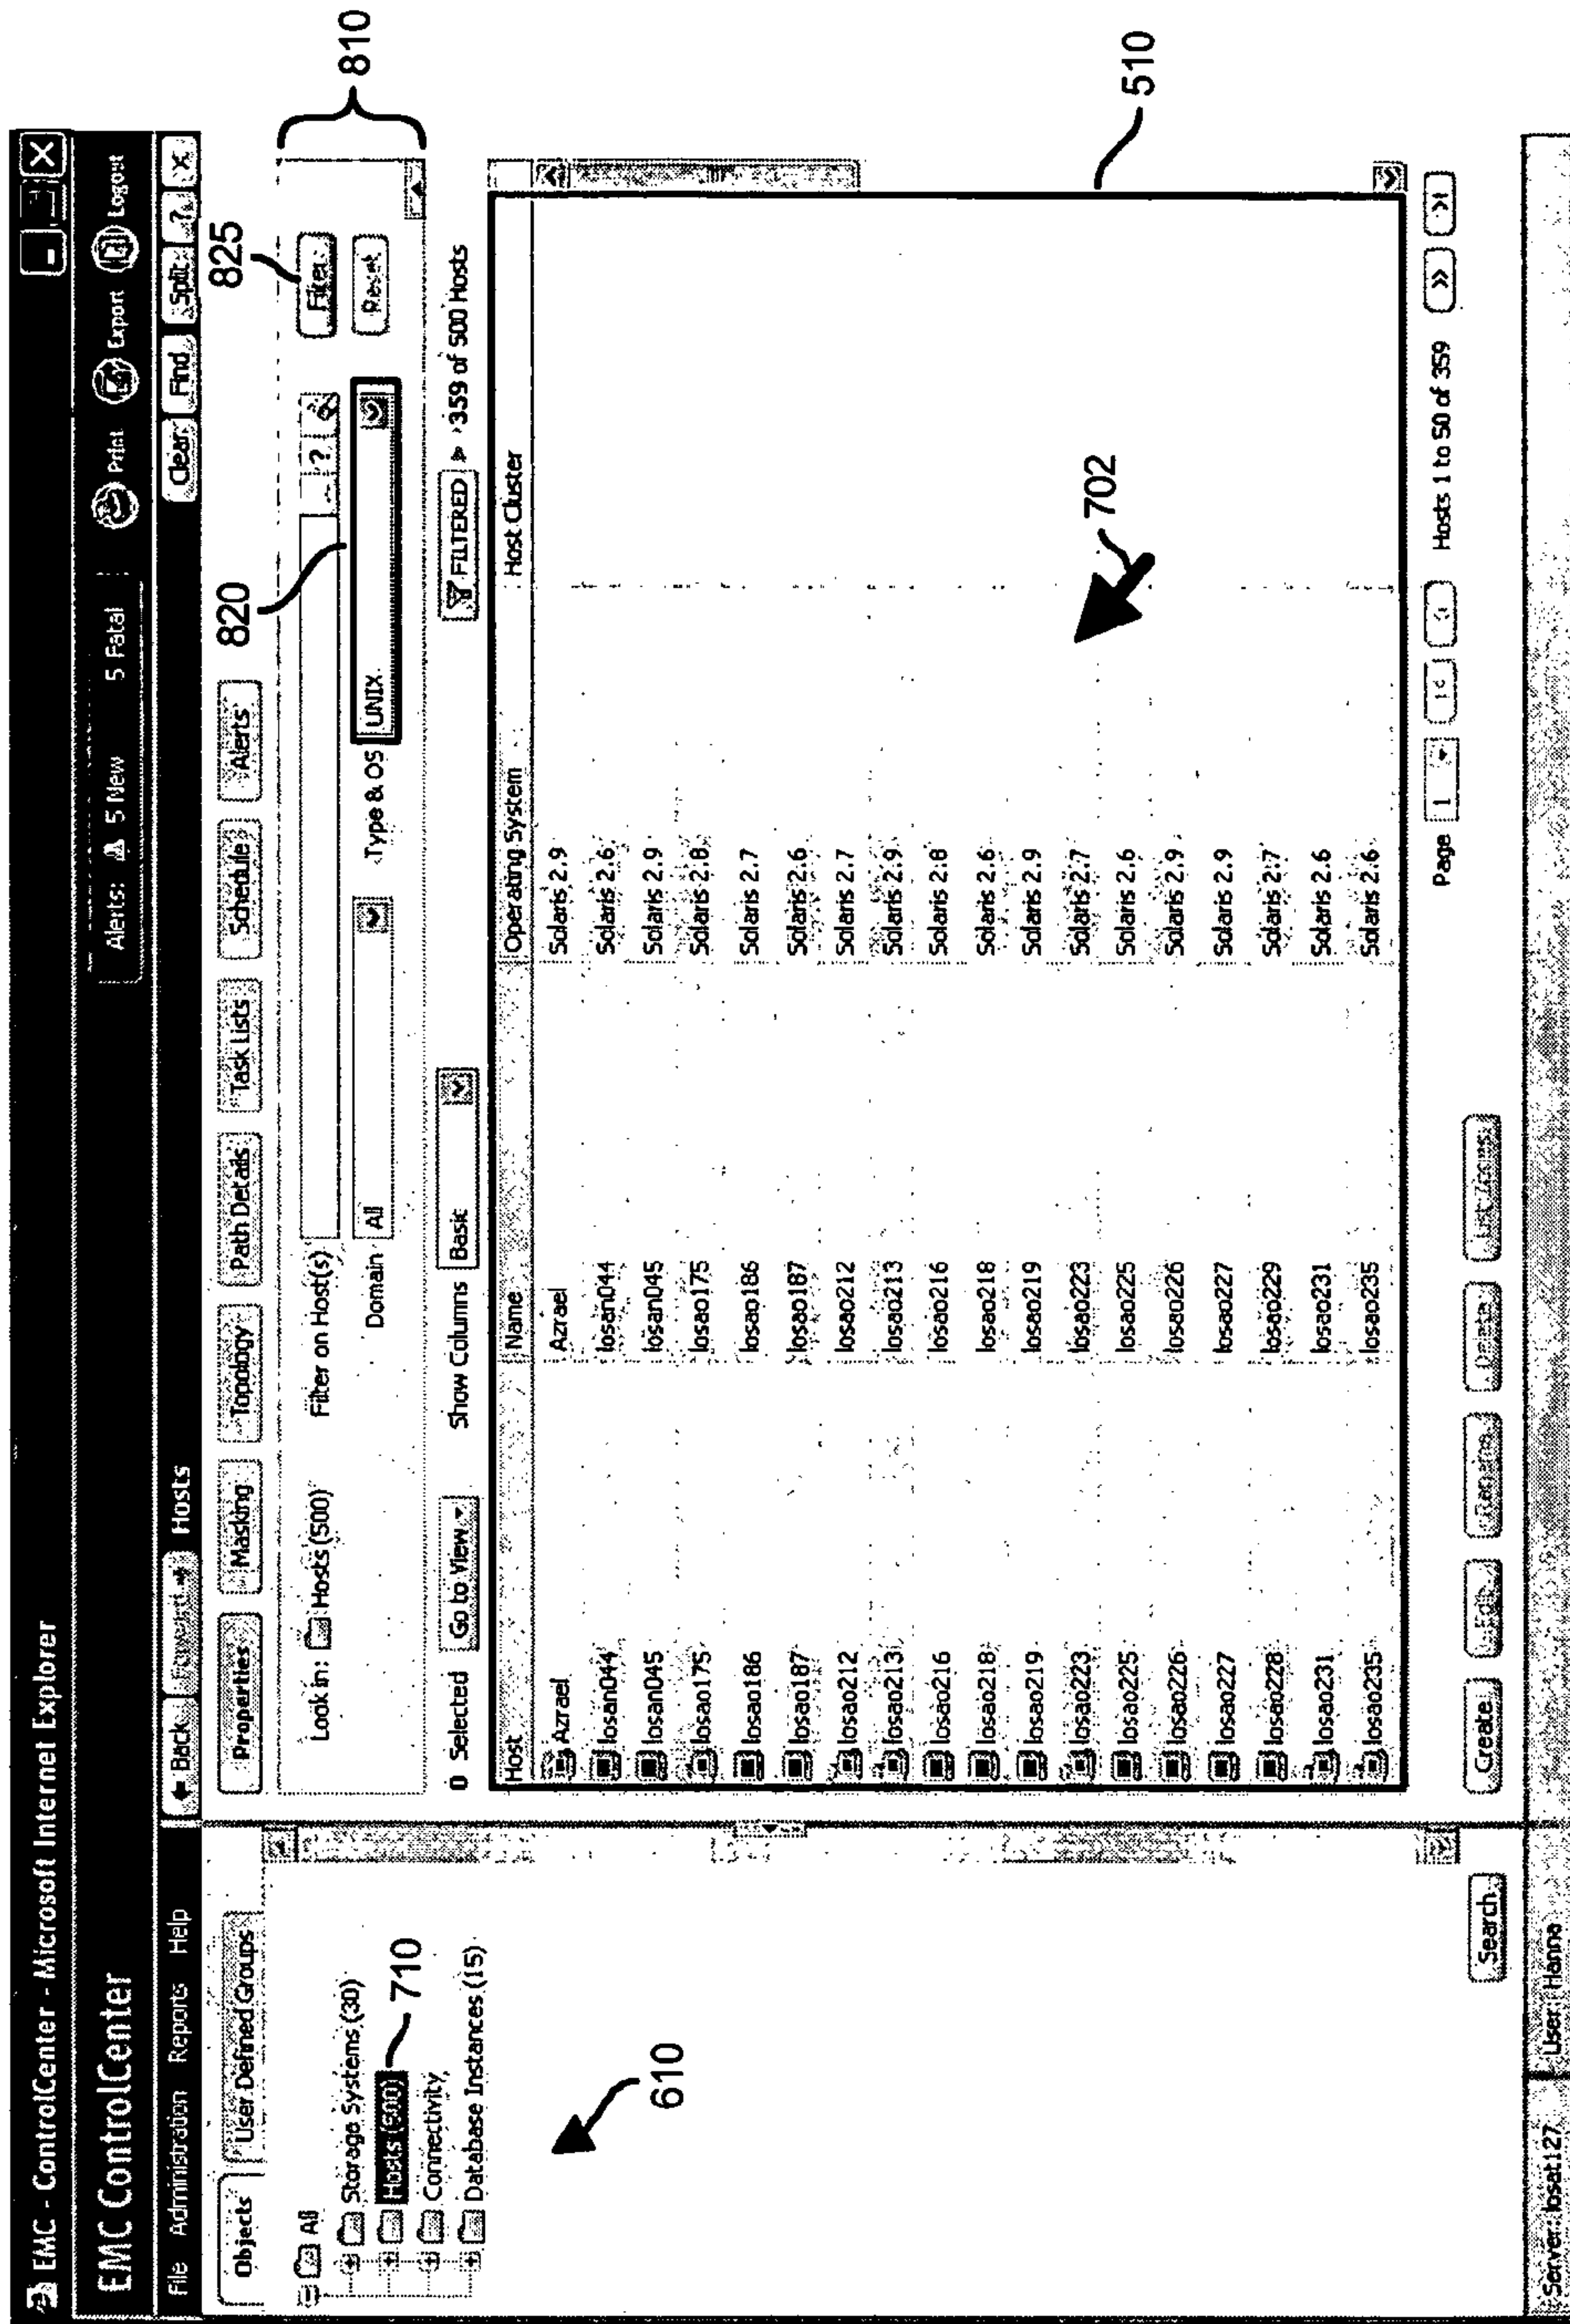 EMC - ControlCenter - Microsoft Internet Explorer
EMC ControlCenter
Alerts: 5 New 5 Fatal Print Export Logout
File Administration Reports Help
Back Hosts Clear Find Split ? X
Objects User Defined Groups
Properties Masking Topology Path Details Task Lists Schedule Alerts
820
825
810
All
Storage Systems (30)
Hosts (500)
710
Connectivity
Database Instances (15)
610
Look in: Hosts (500) Filter on Host(s) ... ? Filter
Domain All Type & OS UNIX Reset
0 Selected Go to View Show Columns Basic FILTERED 359 of 500 Hosts
Host Name Operating System Host Cluster
Azrael Azrael Solaris 2.9
losan044 losan044 Solaris 2.6
losan045 losan045 Solaris 2.9
losao175 losao175 Solaris 2.8
losao186 losao186 Solaris 2.7
losao187 losao187 Solaris 2.6
losao212 losao212 Solaris 2.7
losao213 losao213 Solaris 2.9
losao216 losao216 Solaris 2.8
losao218 losao218 Solaris 2.6
losao219 losao219 Solaris 2.9
losao223 losao223 Solaris 2.7
losao225 losao225 Solaris 2.6
losao226 losao226 Solaris 2.9
losao227 losao227 Solaris 2.9
losao228 losao229 Solaris 2.7
losao231 losao231 Solaris 2.6
losao235 losao235 Solaris 2.6
702
510
Page 1 Hosts 1 to 50 of 359
Search
Create Edit... Rename Delete
Server: losat127 User: Hanna